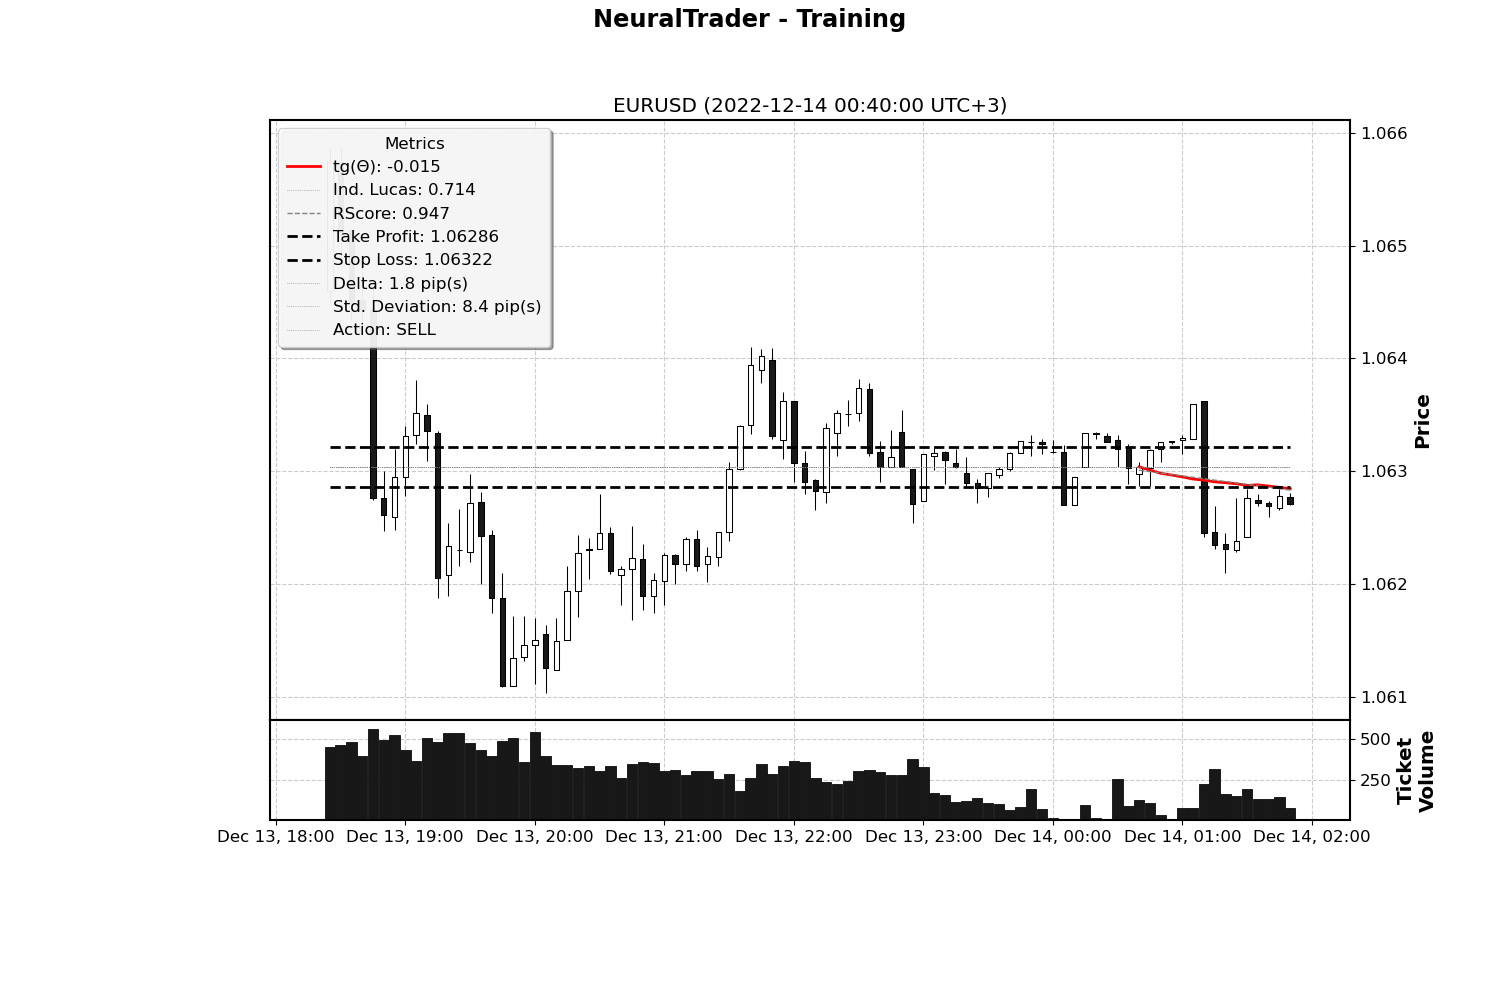 NeuralTrader - Training
EURUSD (2022-12-14 00:40:00 UTC+3)
Metrics
tg(Θ): -0.015
Ind. Lucas: 0.714
RScore: 0.947
Take Profit: 1.06286
Stop Loss: 1.06322
Delta: 1.8 pip(s)
Std. Deviation: 8.4 pip(s)
Action: SELL
1.066
1.065
1.064
1.063
1.062
1.061
Price
500
250
Ticket
Volume
Dec 13, 18:00 Dec 13, 19:00 Dec 13, 20:00 Dec 13, 21:00 Dec 13, 22:00 Dec 13, 23:00 Dec 14, 00:00 Dec 14, 01:00 Dec 14, 02:00